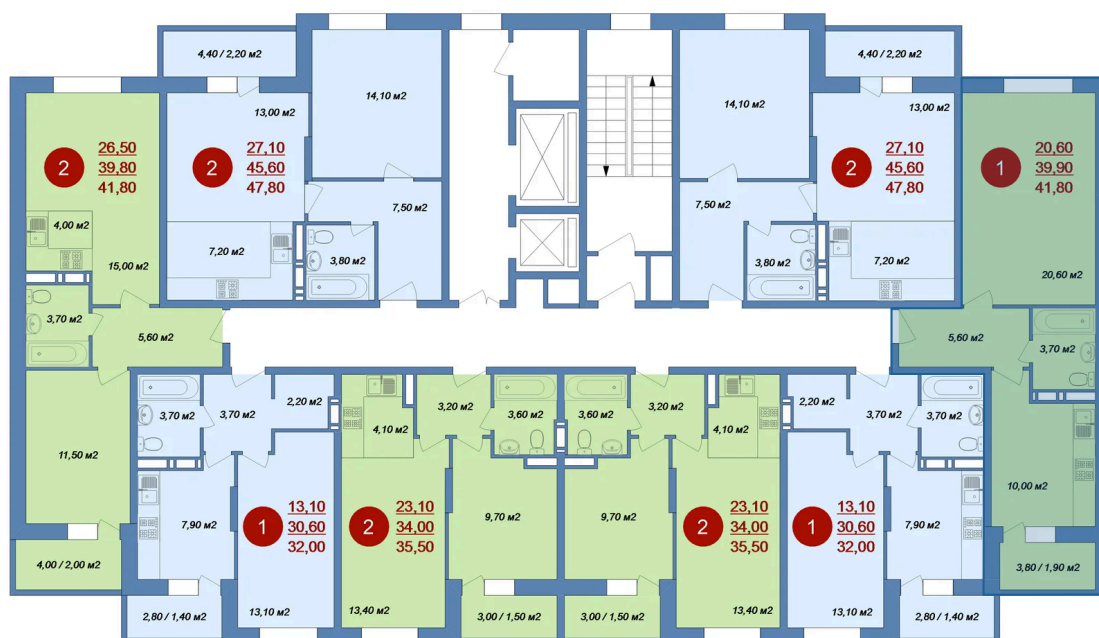 4,40 / 2,20 м2
14,10 м2
13,00 м2
2
26,50
39,80
41,80
2
27,10
45,60
47,80
4,00 м2
7,50 м2
7,20 м2
3,80 м2
15,00 м2
3,70 м2
5,60 м2
11,50 м2
4,00 / 2,00 м2
4,40 / 2,20 м2
14,10 м2
13,00 м2
2
27,10
45,60
47,80
1
20,60
39,90
41,80
7,50 м2
3,80 м2
7,20 м2
20,60 м2
5,60 м2
3,70 м2
10,00 м2
3,80 / 1,90 м2
3,70 м2
3,70 м2
2,20 м2
7,90 м2
1
13,10
30,60
32,00
13,10 м2
2,80 / 1,40 м2
4,10 м2
3,20 м2
3,60 м2
2
23,10
34,00
35,50
9,70 м2
13,40 м2
3,00 / 1,50 м2
3,60 м2
3,20 м2
4,10 м2
9,70 м2
2
23,10
34,00
35,50
13,40 м2
3,00 / 1,50 м2
2,20 м2
3,70 м2
3,70 м2
1
13,10
30,60
32,00
7,90 м2
13,10 м2
2,80 / 1,40 м2